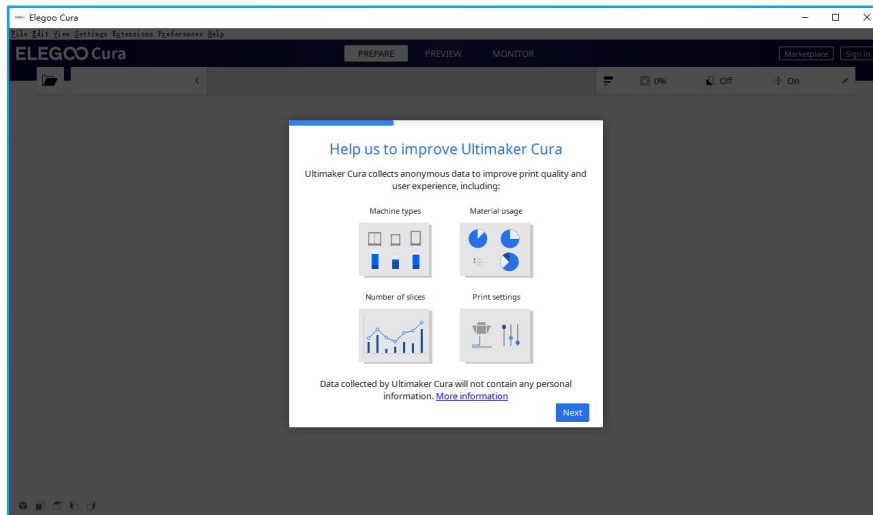 Elegoo Cura
File Edit View Settings Extensions Preferences Help
ELEGOO Cura
PREPARE PREVIEW MONITOR
Marketplace Sign in
0% Off On
Help us to improve Ultimaker Cura
Ultimaker Cura collects anonymous data to improve print quality and
user experience, including:
Machine types Material usage
Number of slices Print settings
Data collected by Ultimaker Cura will not contain any personal
information. More information
Next